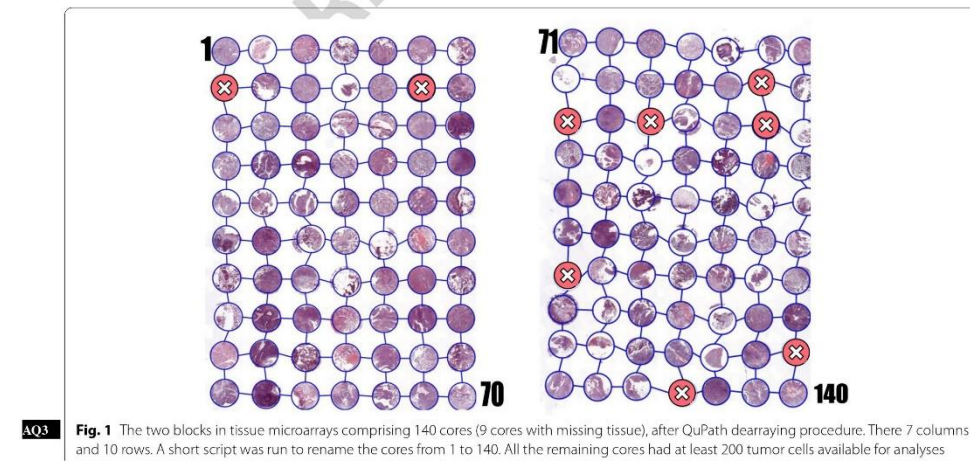 1
71
70
140
AQ3
Fig. 1 The two blocks in tissue microarrays comprising 140 cores (9 cores with missing tissue), after QuPath dearraying procedure. There 7 columns
and 10 rows. A short script was run to rename the cores from 1 to 140. All the remaining cores had at least 200 tumor cells available for analyses